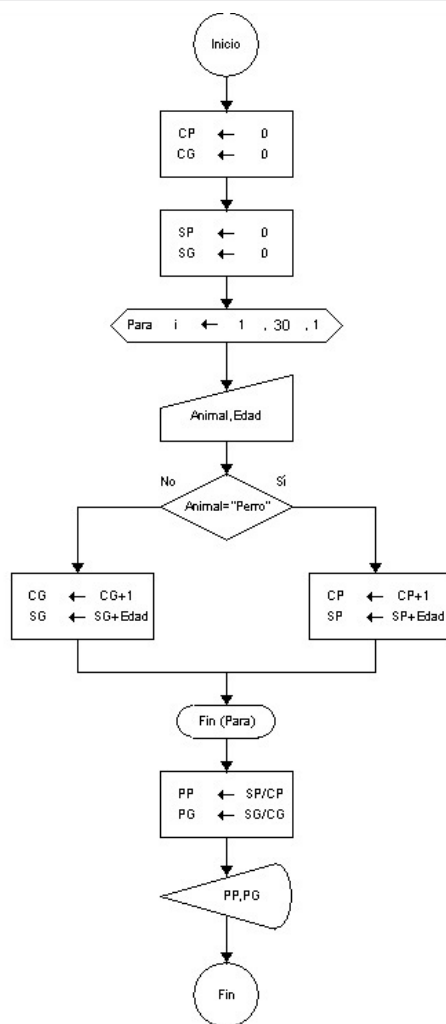 Inicio
CP ← 0
CG ← 0
SP ← 0
SG ← 0
Para i ← 1 , 30 , 1
Animal,Edad
No Sí
Animal="Perro"
CG ← CG+1
SG ← SG+Edad
CP ← CP+1
SP ← SP+Edad
Fin (Para)
PP ← SP/CP
PG ← SG/CG
PP,PG
Fin